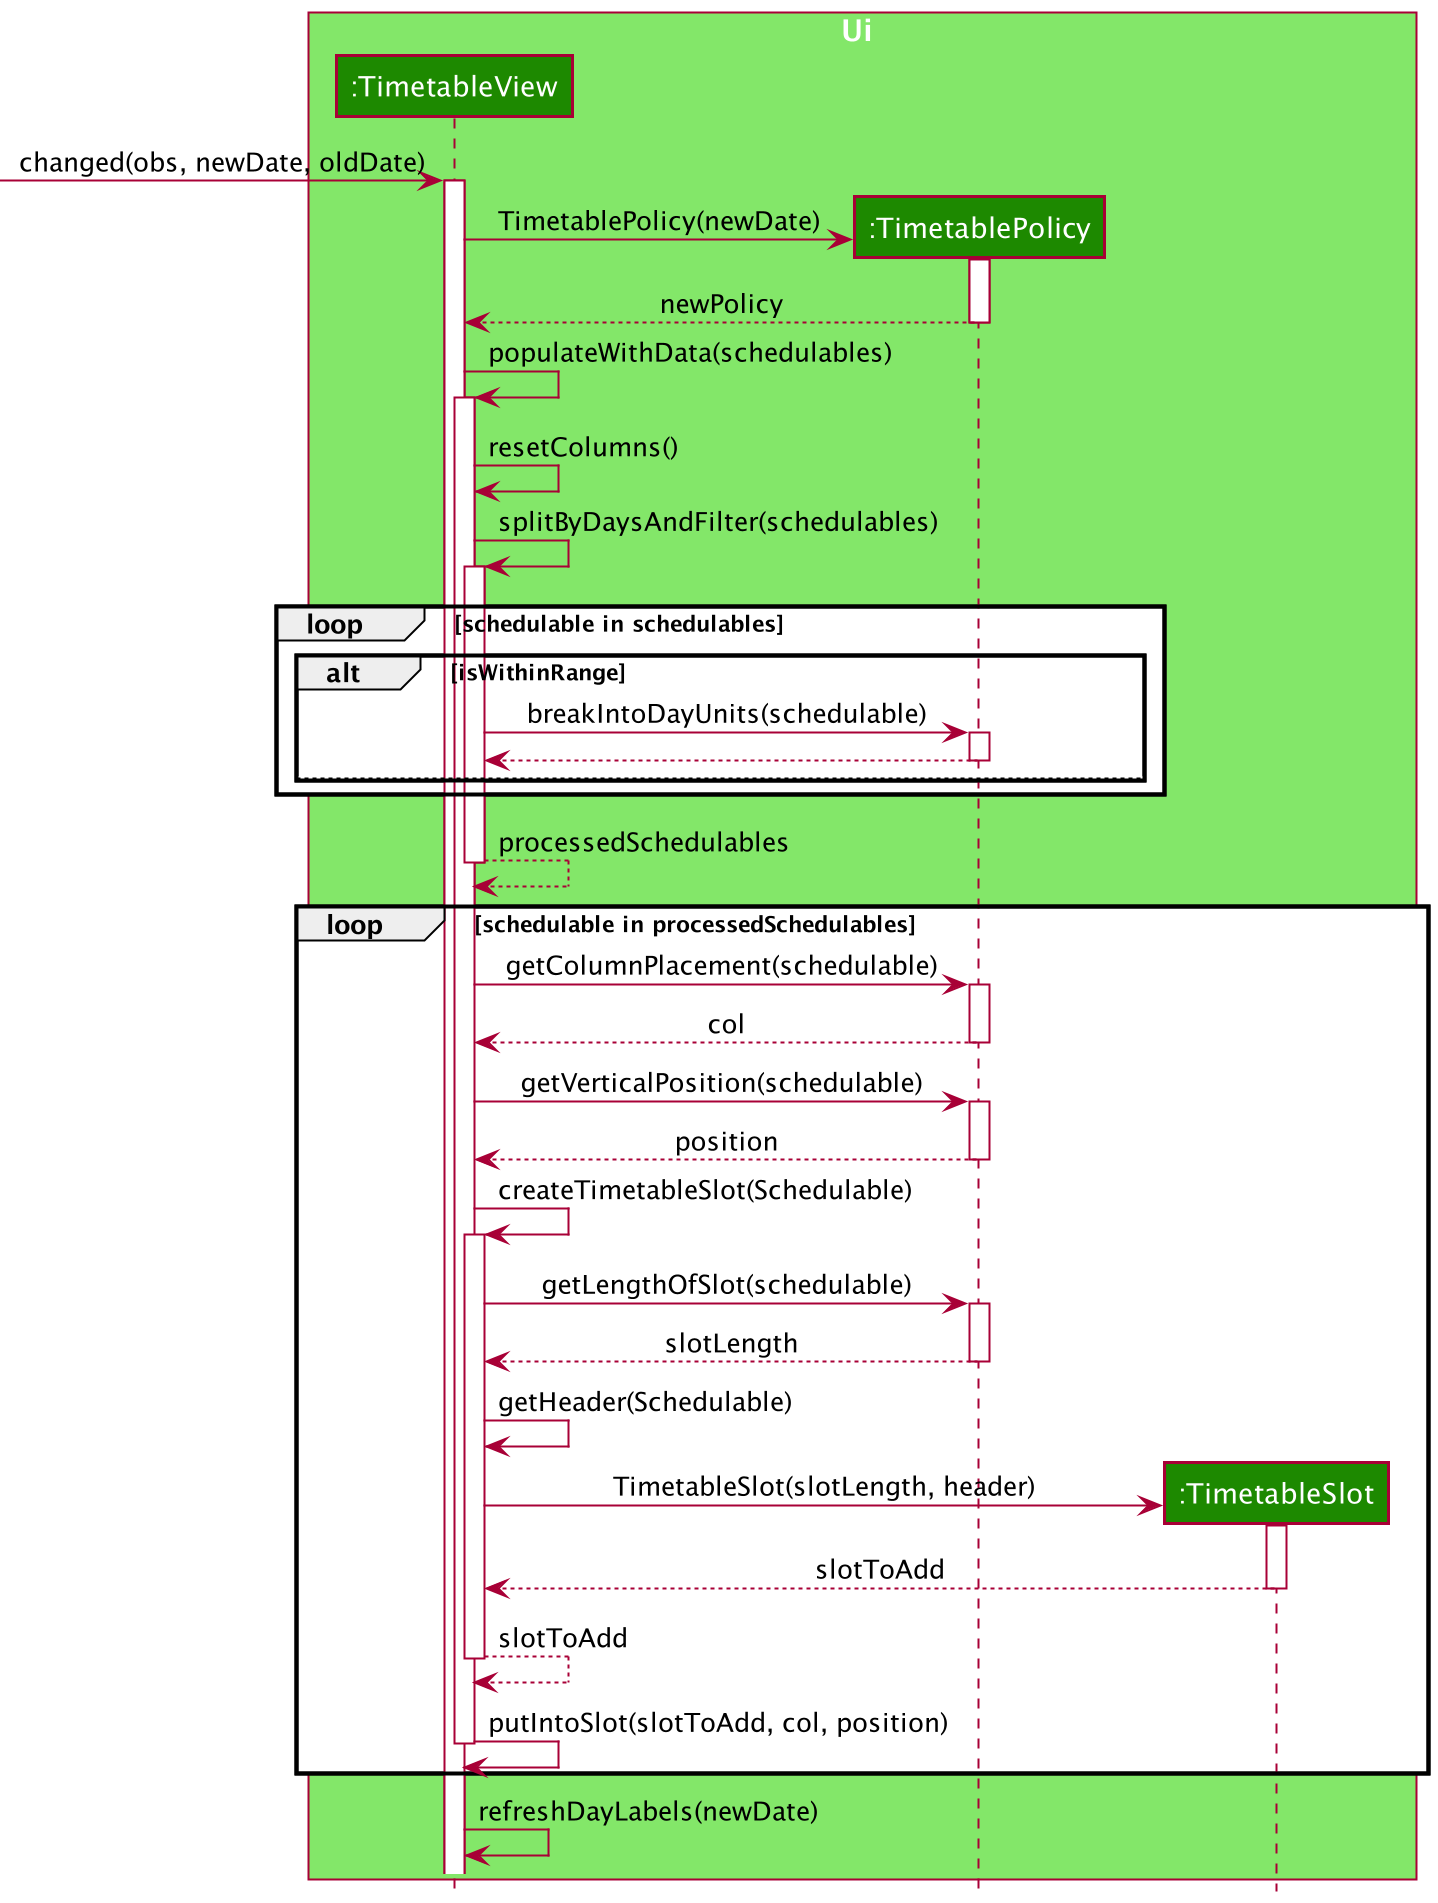 Ui
:TimetableView
changed(obs, newDate, oldDate)
TimetablePolicy(newDate)
:TimetablePolicy
newPolicy
populateWithData(schedulables)
resetColumns()
splitByDaysAndFilter(schedulables)
loop [schedulable in schedulables]
alt [isWithinRange]
breakIntoDayUnits(schedulable)
processedSchedulables
loop [schedulable in processedSchedulables]
getColumnPlacement(schedulable)
col
getVerticalPosition(schedulable)
position
createTimetableSlot(Schedulable)
getLengthOfSlot(schedulable)
slotLength
getHeader(Schedulable)
TimetableSlot(slotLength, header)
:TimetableSlot
slotToAdd
slotToAdd
putIntoSlot(slotToAdd, col, position)
refreshDayLabels(newDate)